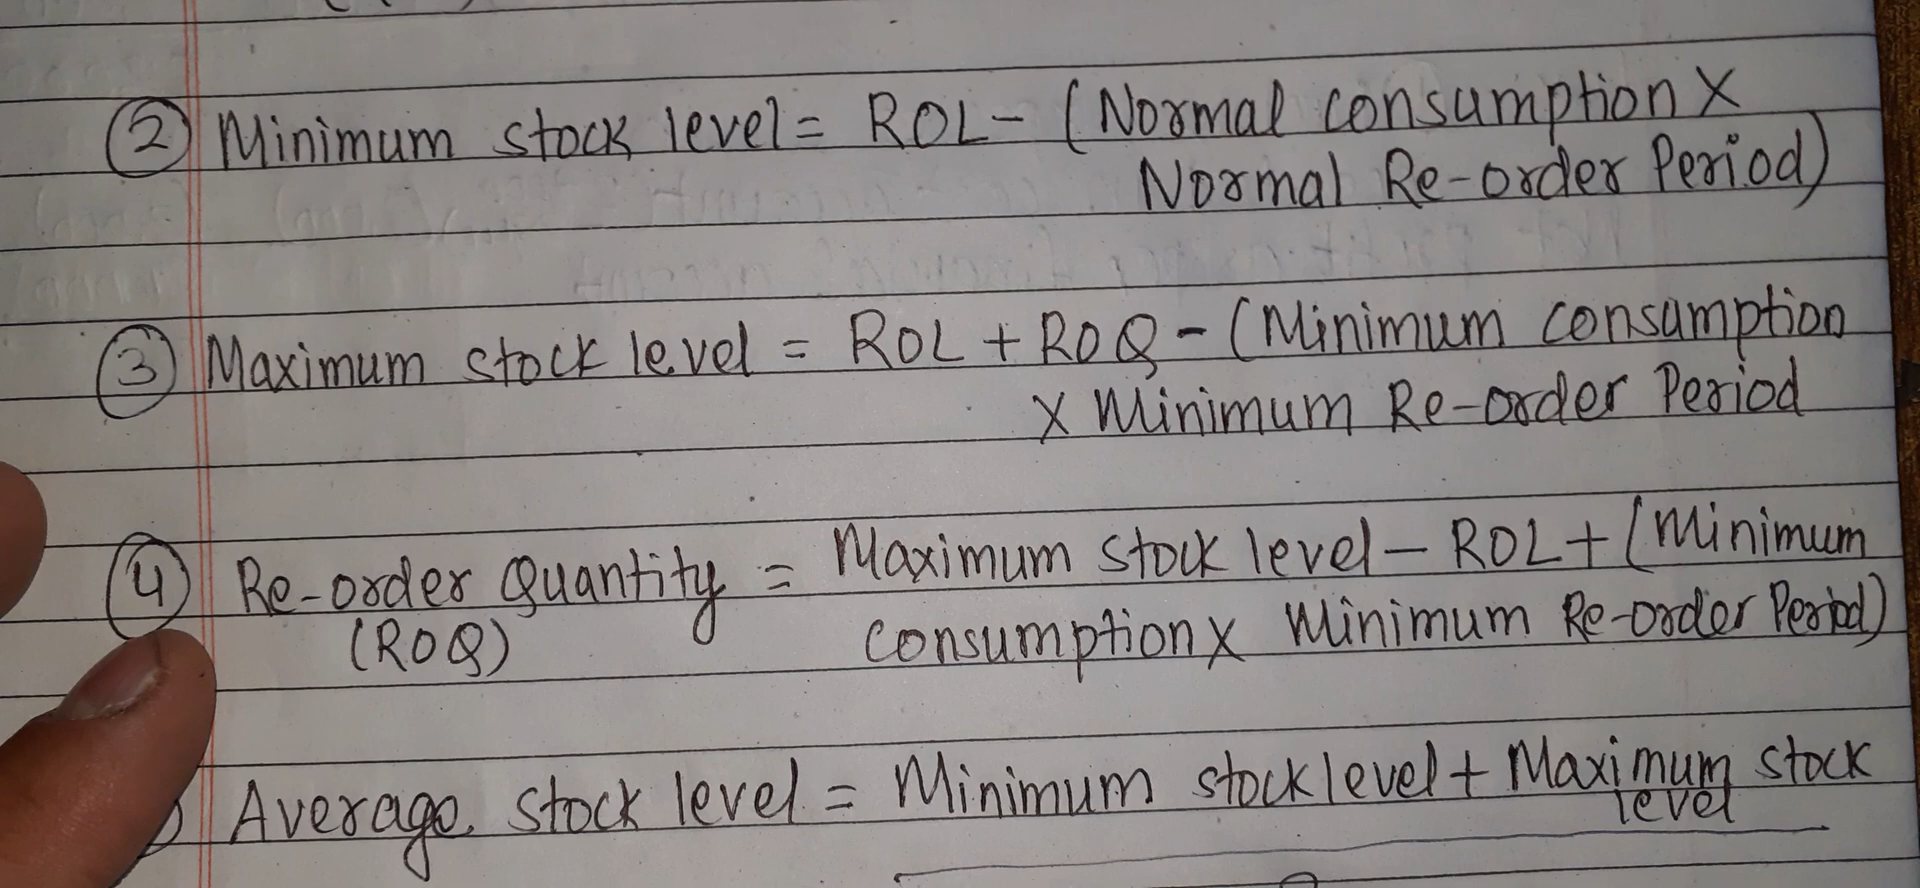 2 Minimum stock level = ROL - (Normal consumption X
Normal Re-order Period)
3 Maximum stock level = ROL + ROQ - (Minimum consumption
X Minimum Re-order Period
4 Re-order Quantity = Maximum stock level - ROL + (Minimum
(ROQ) consumption X Minimum Re-order Period)
Average stock level = Minimum stock level + Maximum stock
level